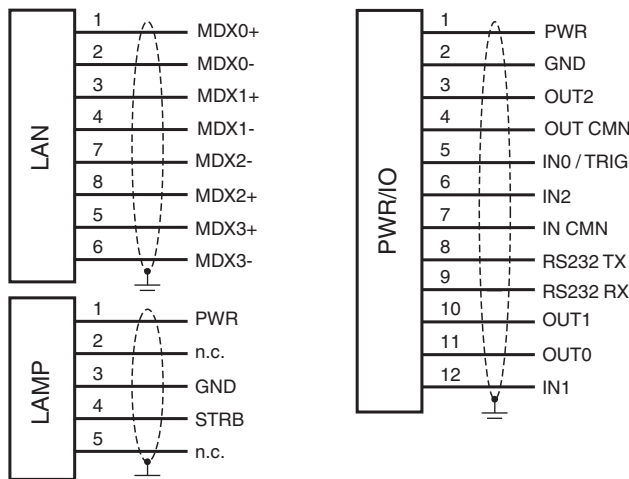 LAN
1 MDX0+
2 MDX0-
3 MDX1+
4 MDX1-
7 MDX2-
8 MDX2+
5 MDX3+
6 MDX3-
LAMP
1 PWR
2 n.c.
3 GND
4 STRB
5 n.c.
PWR/IO
1 PWR
2 GND
3 OUT2
4 OUT CMN
5 IN0 / TRIG
6 IN2
7 IN CMN
8 RS232 TX
9 RS232 RX
10 OUT1
11 OUT0
12 IN1